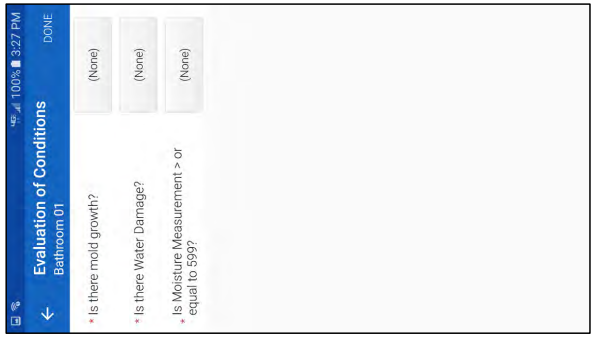 4G 100% 3:27 PM
Evaluation of Conditions
DONE
Bathroom 01
* Is there mold growth?
(None)
* Is there Water Damage?
(None)
* Is Moisture Measurement > or
equal to 599?
(None)